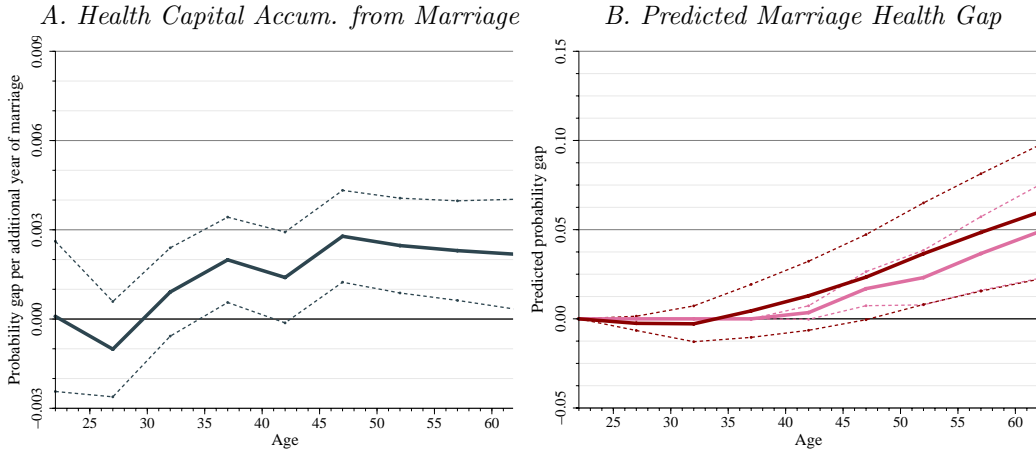 A. Health Capital Accum. from Marriage
Probability gap per additional year of marriage
0.009
0.006
0.003
0.000
−0.003
25 30 35 40 45 50 55 60
Age
B. Predicted Marriage Health Gap
Predicted probability gap
0.15
0.10
0.05
0.00
−0.05
25 30 35 40 45 50 55 60
Age